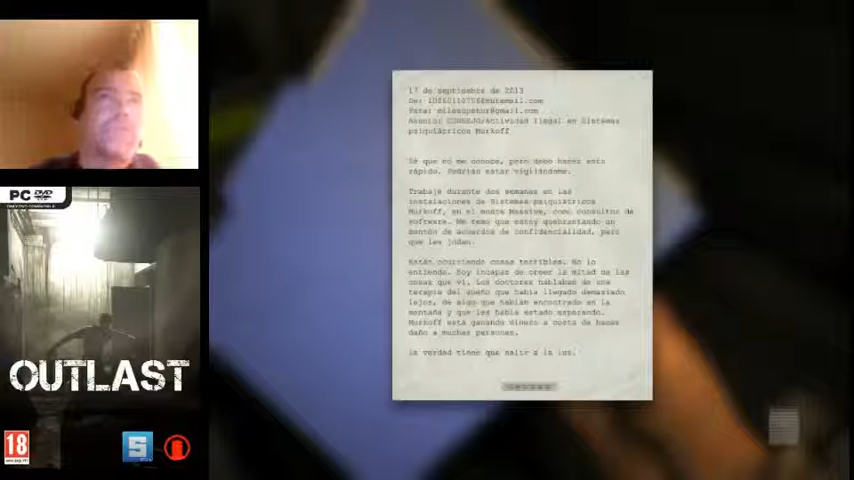 PC DVD
OUTLAST
18
S
17 de septiembre de 2013
De:
Para: milesupshur@gmail.com
Asunto: CONSEJO/actividad ilegal en Sistemas
psiquiátricos Murkoff
Sé que no me conoce, pero debo hacer esto
rápido. Podrían estar vigilándome.
Trabajé durante dos semanas en las
instalaciones de Sistemas psiquiátricos
Murkoff, en el monte Massive, como consultor de
software. Me temo que estoy quebrantando un
montón de acuerdos de confidencialidad, pero
que les jodan.
Están ocurriendo cosas terribles. No lo
entiendo. Soy incapaz de creer la mitad de las
cosas que vi. Los doctores hablaban de una
terapia del sueño que había llegado demasiado
lejos, de algo que habían encontrado en la
montaña y que les había estado esperando.
Murkoff está ganando dinero a costa de hacer
daño a muchas personas.
La verdad tiene que salir a la luz.